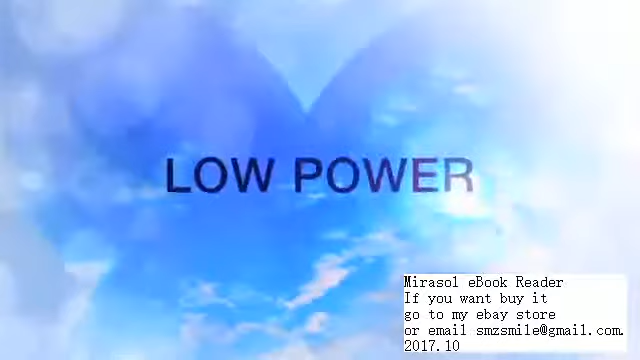 LOW POWER
Mirasol eBook Reader
If you want buy it
go to my ebay store
or email smzsmile@gmail.com.
2017.10